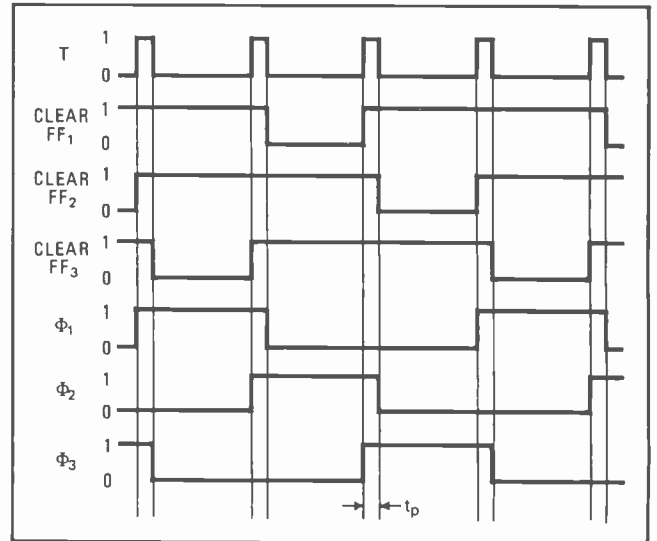 T 1
0
CLEAR FF₁ 1
0
CLEAR FF₂ 1
0
CLEAR FF₃ 1
0
Φ₁ 1
0
Φ₂ 1
0
Φ₃ 1
0
tₚ